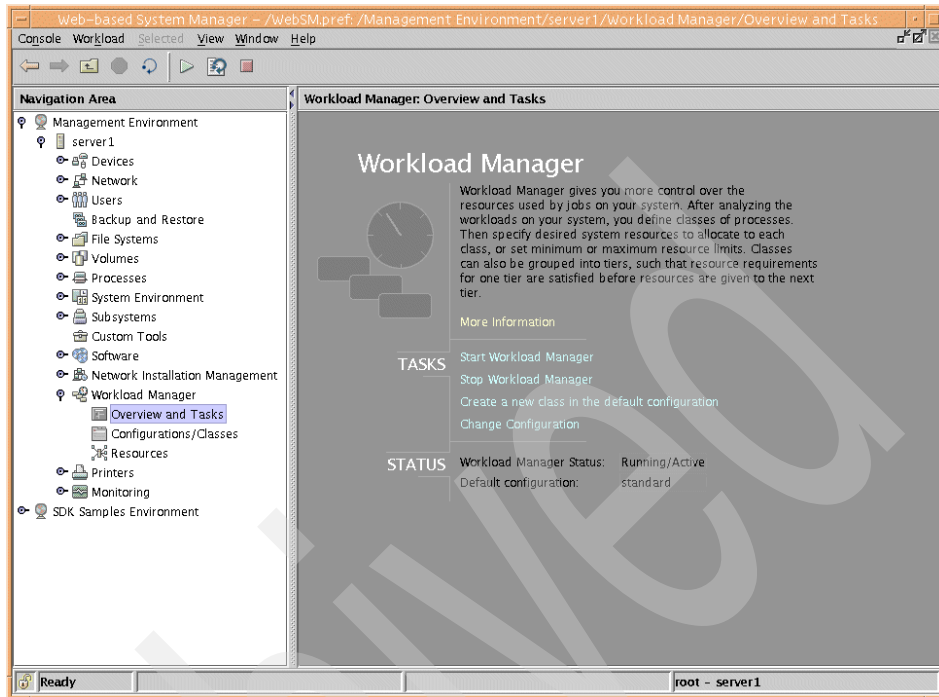 Web-based System Manager - /WebSM.pref: /Management Environment/server1/Workload Manager/Overview and Tasks
Console Workload Selected View Window Help
Navigation Area
Management Environment
server1
Devices
Network
Users
Backup and Restore
File Systems
Volumes
Processes
System Environment
Subsystems
Custom Tools
Software
Network Installation Management
Workload Manager
Overview and Tasks
Configurations/Classes
Resources
Printers
Monitoring
SDK Samples Environment
Workload Manager: Overview and Tasks
Workload Manager
Workload Manager gives you more control over the
resources used by jobs on your system. After analyzing the
workloads on your system, you define classes of processes.
Then specify desired system resources to allocate to each
class, or set minimum or maximum resource limits. Classes
can also be grouped into tiers, such that resource requirements
for one tier are satisfied before resources are given to the next
tier.
More Information
TASKS
Start Workload Manager
Stop Workload Manager
Create a new class in the default configuration
Change Configuration
STATUS
Workload Manager Status: Running/Active
Default configuration: standard
Ready
root - server1